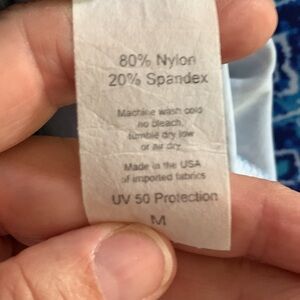 80% Nylon
20% Spandex
Machine wash cold
no bleach,
tumble dry low
or air dry
Made in the USA
of imported fabrics
UV 50 Protection
M